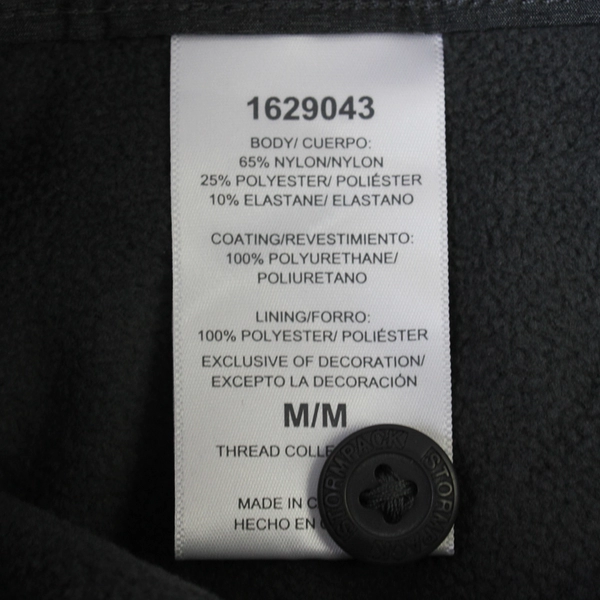 1629043
BODY/ CUERPO:
65% NYLON/NYLON
25% POLYESTER/ POLIÉSTER
10% ELASTANE/ ELASTANO
COATING/REVESTIMIENTO:
100% POLYURETHANE/
POLIURETANO
LINING/FORRO:
100% POLYESTER/ POLIÉSTER
EXCLUSIVE OF DECORATION/
EXCEPTO LA DECORACIÓN
M/M
THREAD
MADE IN
HECHO EN
STORMPACK